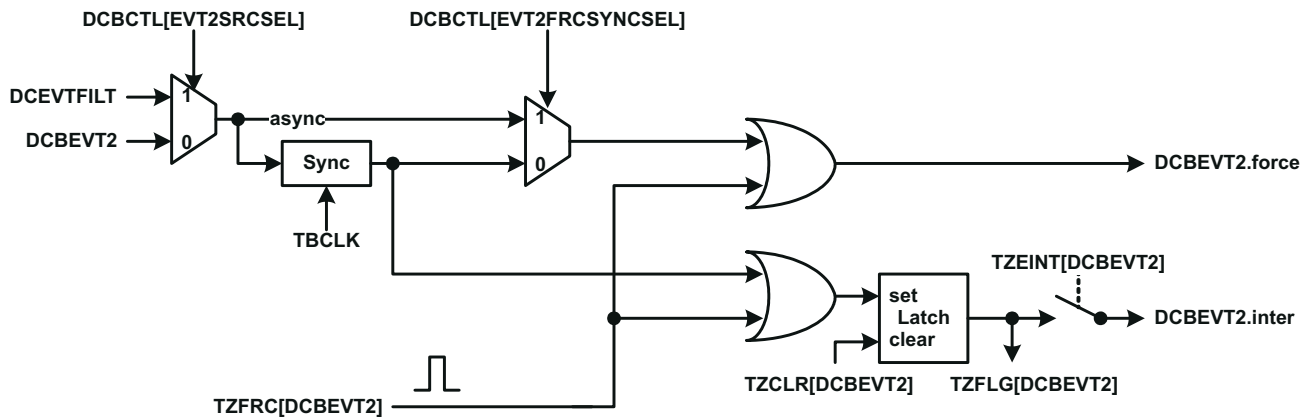 DCBCTL[EVT2SRCSEL]
DCBCTL[EVT2FRCSYNCSEL]
DCEVTFILT
1
DCBEVT2
0
async
1
0
Sync
TBCLK
DCBEVT2.force
TZEINT[DCBEVT2]
set
Latch
clear
DCBEVT2.inter
TZCLR[DCBEVT2]
TZFLG[DCBEVT2]
TZFRC[DCBEVT2]